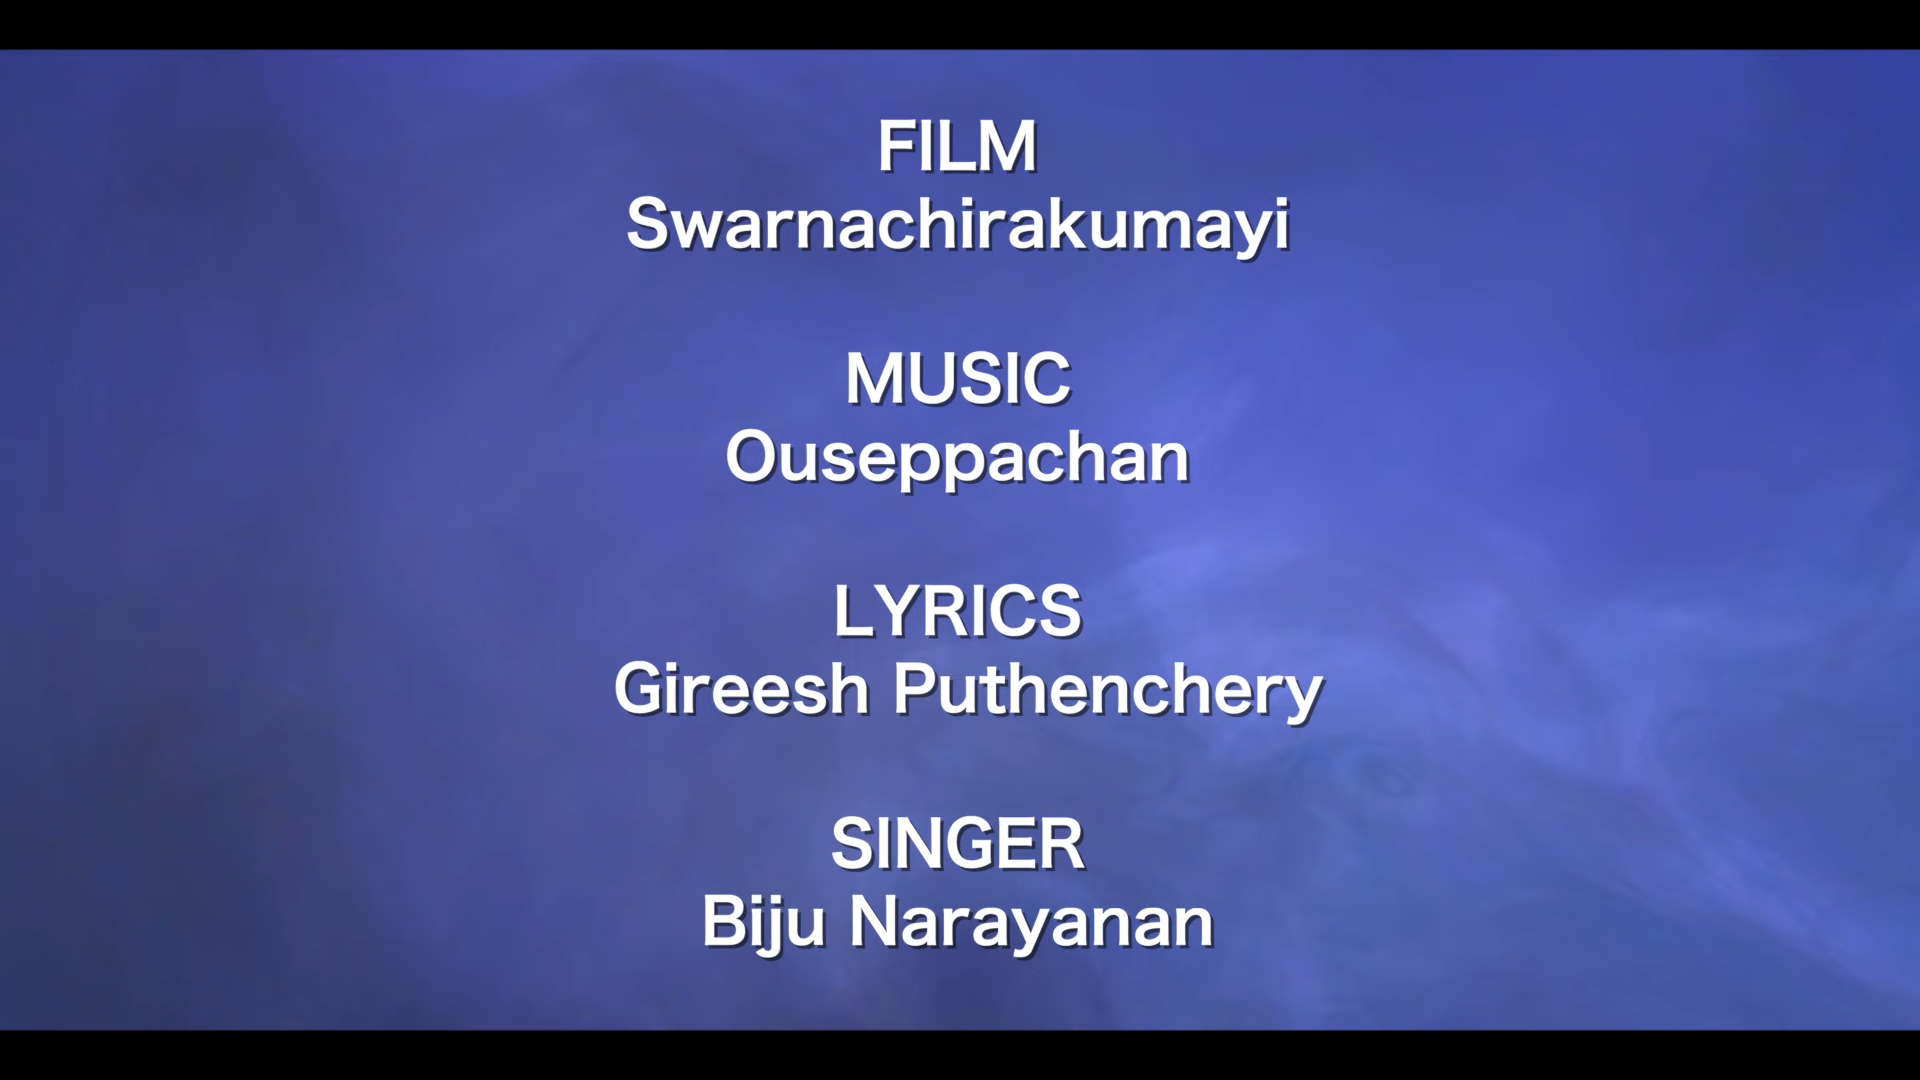 FILM
Swarnachirakumayi
MUSIC
Ouseppachan
LYRICS
Gireesh Puthenchery
SINGER
Biju Narayanan